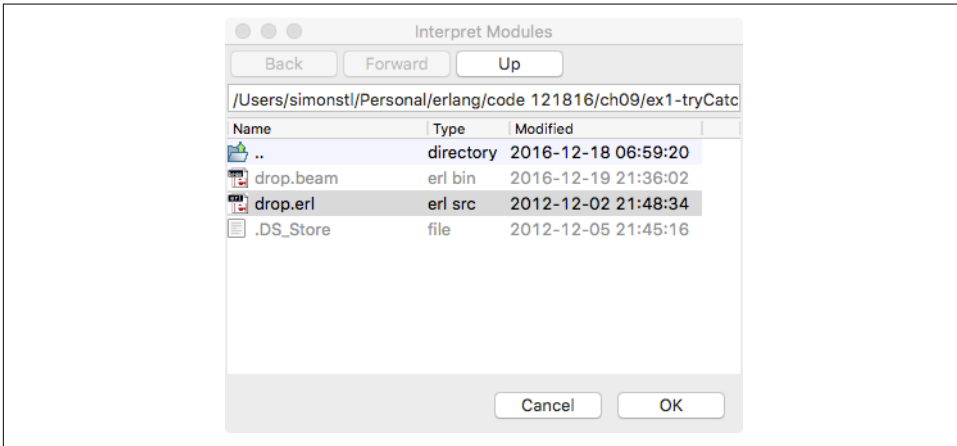 Interpret Modules
Back Forward Up
/Users/simonstl/Personal/erlang/code 121816/ch09/ex1-tryCatc
Name Type Modified
.. directory 2016-12-18 06:59:20
drop.beam erl bin 2016-12-19 21:36:02
drop.erl erl src 2012-12-02 21:48:34
.DS_Store file 2012-12-05 21:45:16
Cancel OK